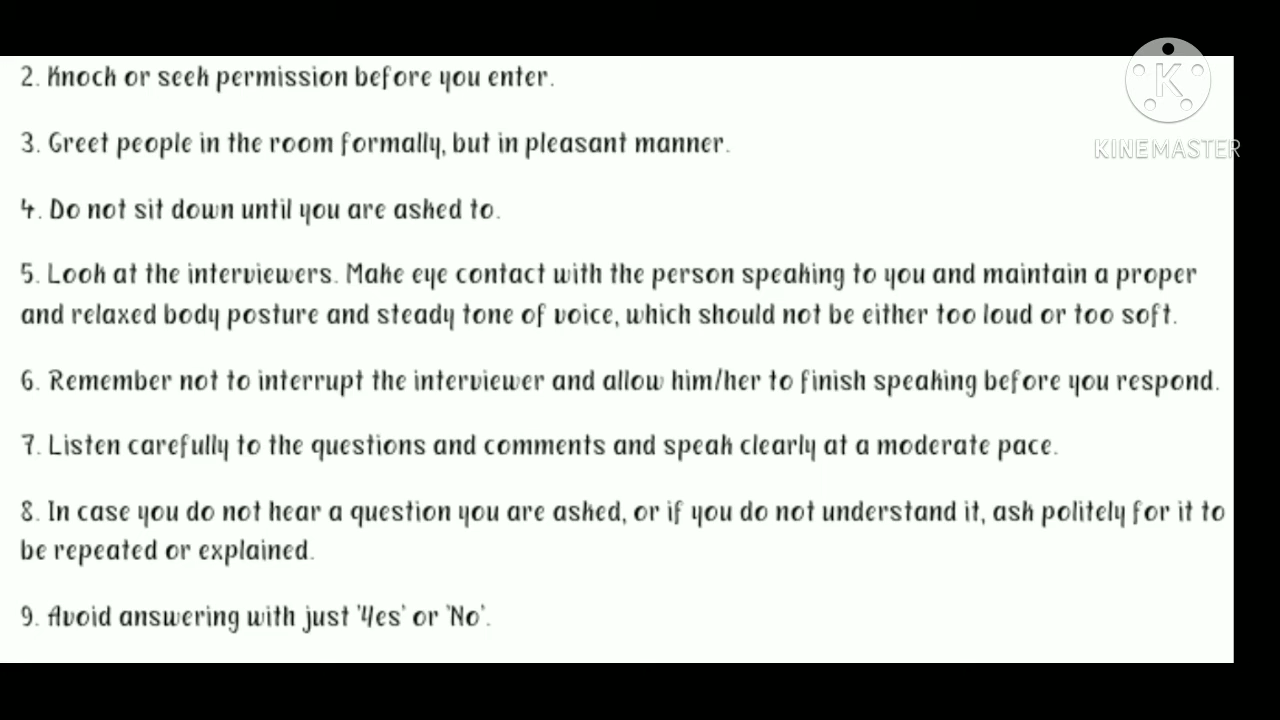 2. Knock or seek permission before you enter.
3. Greet people in the room formally, but in pleasant manner.
4. Do not sit down until you are asked to.
5. Look at the interviewers. Make eye contact with the person speaking to you and maintain a proper
and relaxed body posture and steady tone of voice, which should not be either too loud or too soft.
6. Remember not to interrupt the interviewer and allow him/her to finish speaking before you respond.
7. Listen carefully to the questions and comments and speak clearly at a moderate pace.
8. In case you do not hear a question you are asked, or if you do not understand it, ask politely for it to
be repeated or explained.
9. Avoid answering with just 'Yes' or 'No'.
K
KINEMASTER